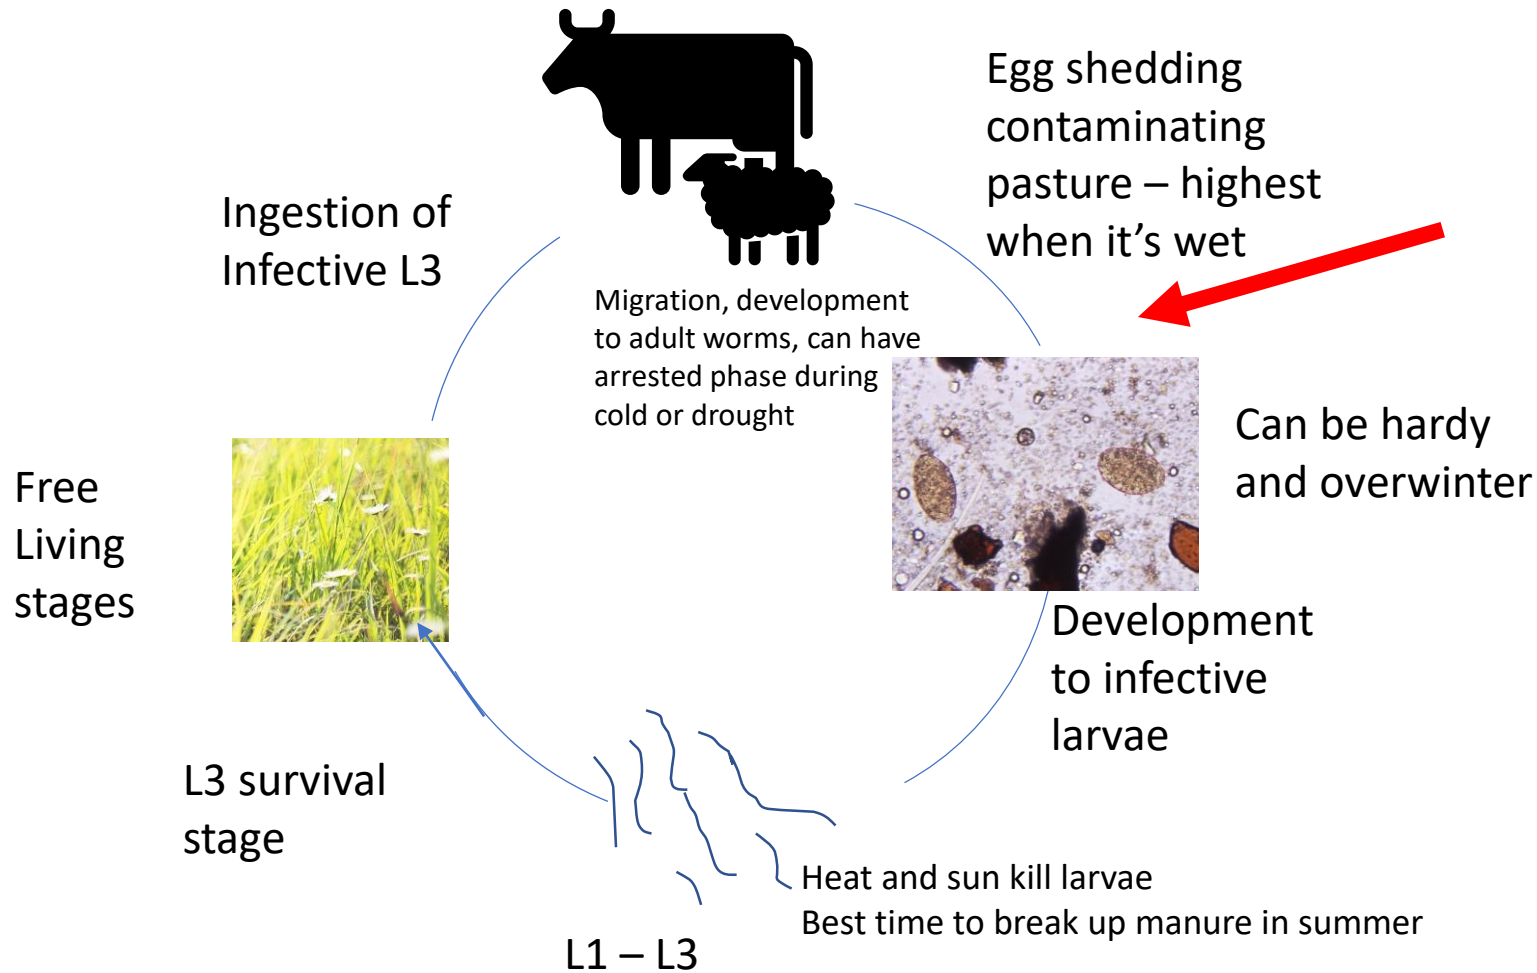 Egg shedding
contaminating
pasture – highest
when it’s wet
Ingestion of
Infective L3
Migration, development
to adult worms, can have
arrested phase during
cold or drought
Can be hardy
and overwinter
Free
Living
stages
Development
to infective
larvae
L3 survival
stage
Heat and sun kill larvae
Best time to break up manure in summer
L1 – L3